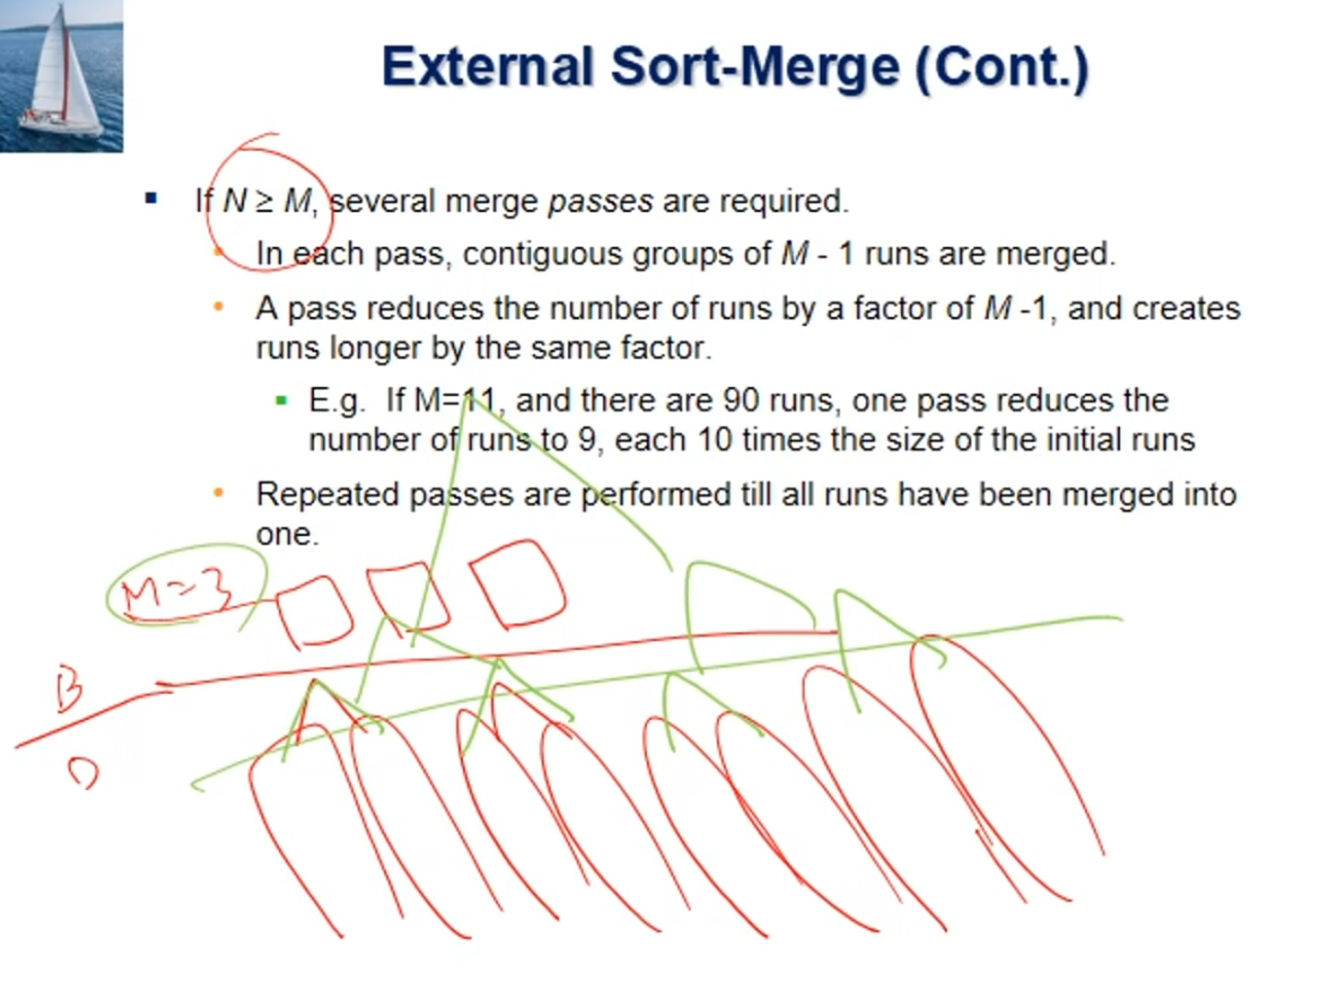 External Sort-Merge (Cont.)
If N ≥ M, several merge passes are required.
In each pass, contiguous groups of M - 1 runs are merged.
A pass reduces the number of runs by a factor of M -1, and creates
runs longer by the same factor.
E.g. If M=11, and there are 90 runs, one pass reduces the
number of runs to 9, each 10 times the size of the initial runs
Repeated passes are performed till all runs have been merged into
one.
M=3
B
D